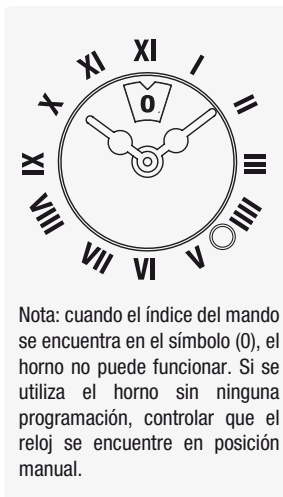 XI
I
II
III
IIII
V
VI
VII
VIII
IX
X
XI
0
Nota: cuando el índice del mando
se encuentra en el símbolo (0), el
horno no puede funcionar. Si se
utiliza el horno sin ninguna
programación, controlar que el
reloj se encuentre en posición
manual.